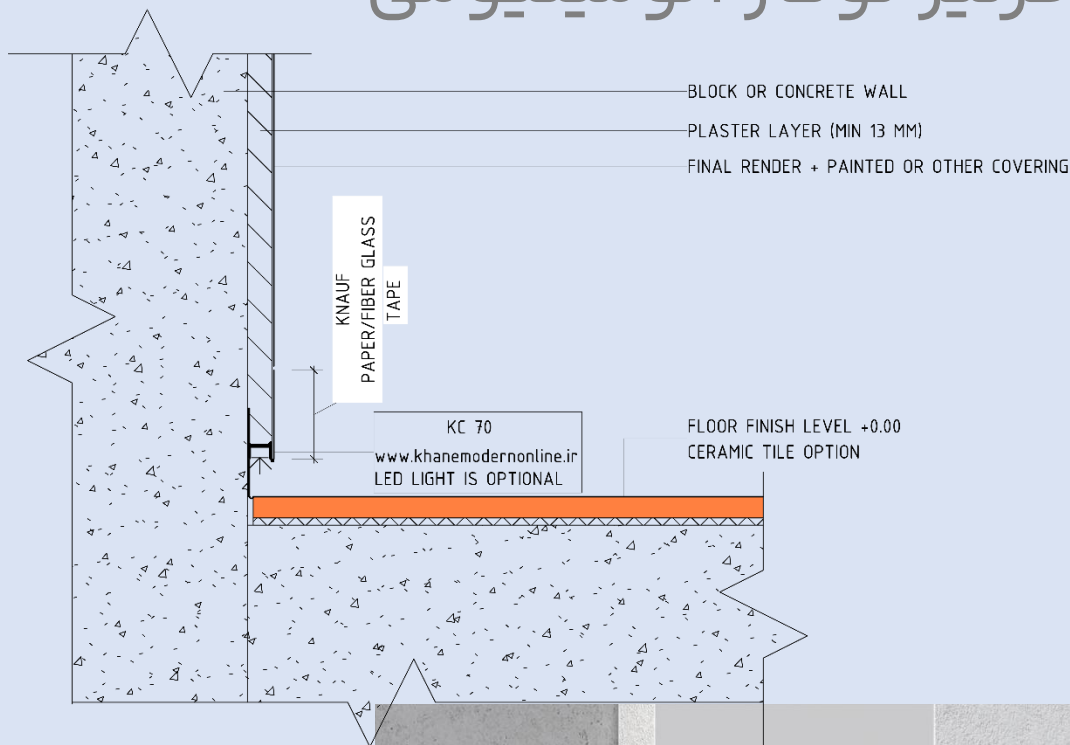 BLOCK OR CONCRETE WALL
PLASTER LAYER (MIN 13 MM)
FINAL RENDER + PAINTED OR OTHER COVERING
KNAUF
PAPER/FIBER GLASS
TAPE
KC 70
www.khanemodernonline.ir
LED LIGHT IS OPTIONAL
FLOOR FINISH LEVEL +0.00
CERAMIC TILE OPTION